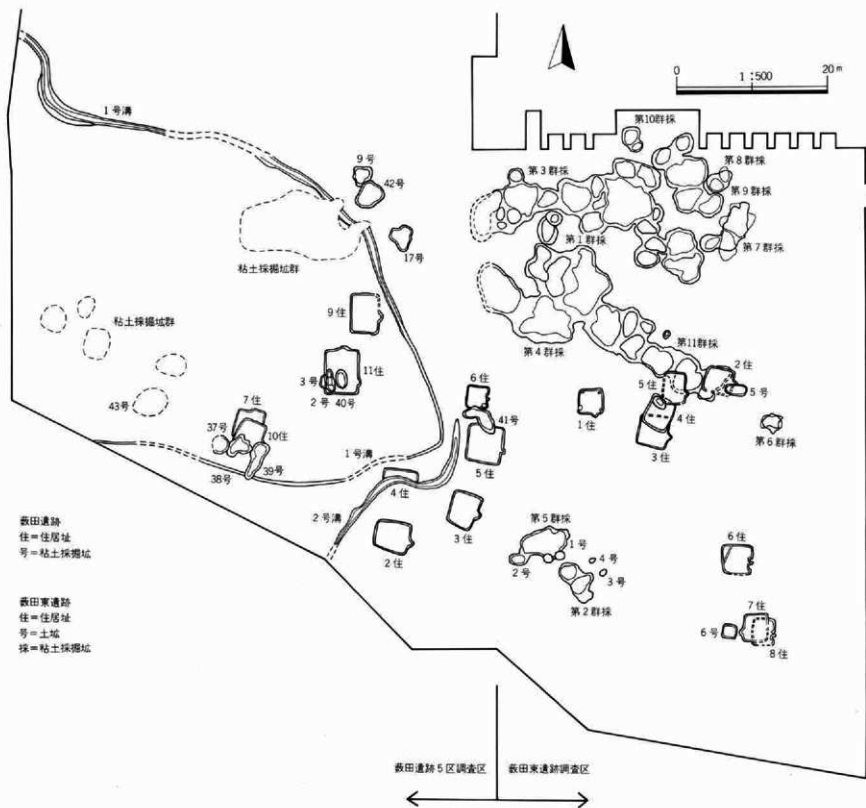 0
20m
1:500
1号溝
第10群採
9号
42号
第3群採
第8群採
第9群採
17号
第1群採
第7群採
粘土採掘坑群
粘土採掘坑群
9住
第4群採
第11群採
2住
11住
3号
2号
40号
6住
5住
5号
43号
7住
41号
1住
4住
第6群採
37号
10住
3住
1号溝
5住
38号
39号
4住
2号溝
3住
第5群採
1号
6住
2住
2号
4号
3号
第2群採
7住
6号
8住
薮田遺跡
住=住居址
号=粘土採掘坑
薮田東遺跡
住=住居址
号=土坑
採=粘土採掘坑
薮田遺跡5区調査区
薮田東遺跡調査区